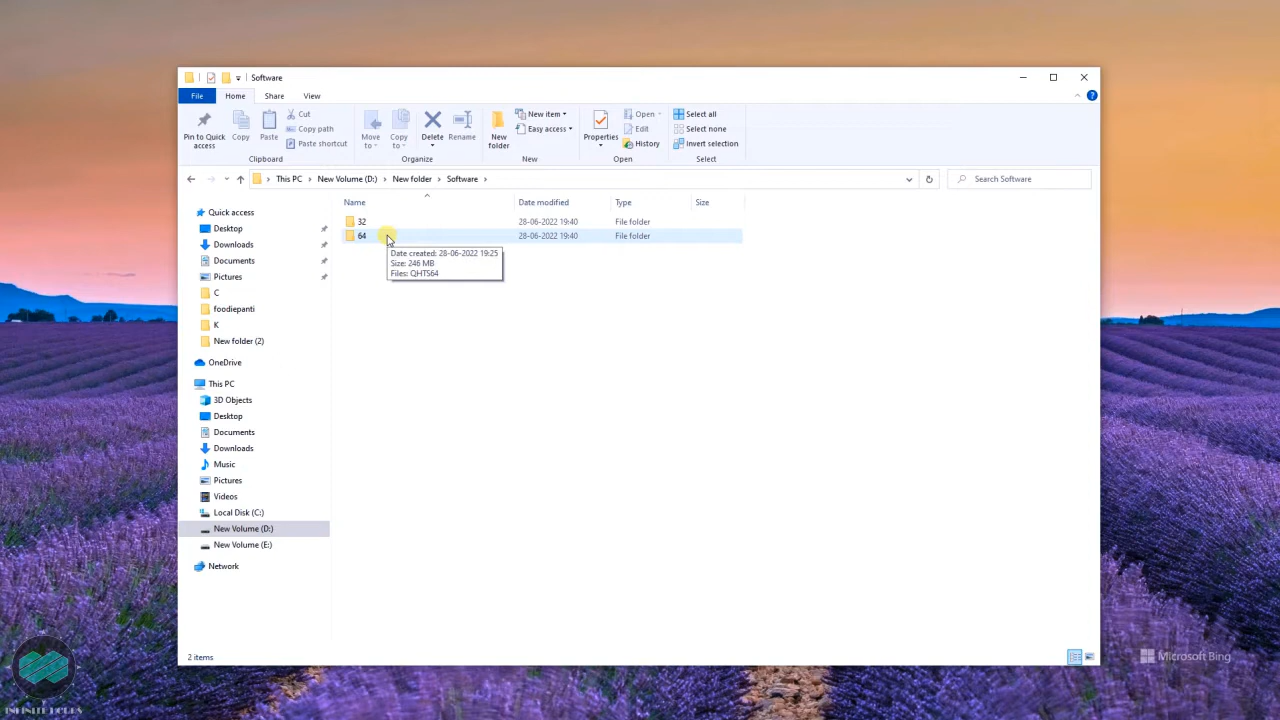 Software
File
Home
Share
View
Pin to Quick access
Copy
Paste
Cut
Copy path
Paste shortcut
Clipboard
Move to
Copy to
Delete
Rename
Organize
New folder
New item
Easy access
New
Properties
Open
Edit
History
Open
Select all
Select none
Invert selection
Select
This PC > New Volume (D:) > New folder > Software >
Search Software
Name
Date modified
Type
Size
32 28-06-2022 19:40 File folder
64 28-06-2022 19:40 File folder
Date created: 28-06-2022 19:25
Size: 246 MB
Files: QHTS64
Quick access
Desktop
Downloads
Documents
Pictures
C
foodiepanti
K
New folder (2)
OneDrive
This PC
3D Objects
Desktop
Documents
Downloads
Music
Pictures
Videos
Local Disk (C:)
New Volume (D:)
New Volume (E:)
Network
2 items
Microsoft Bing